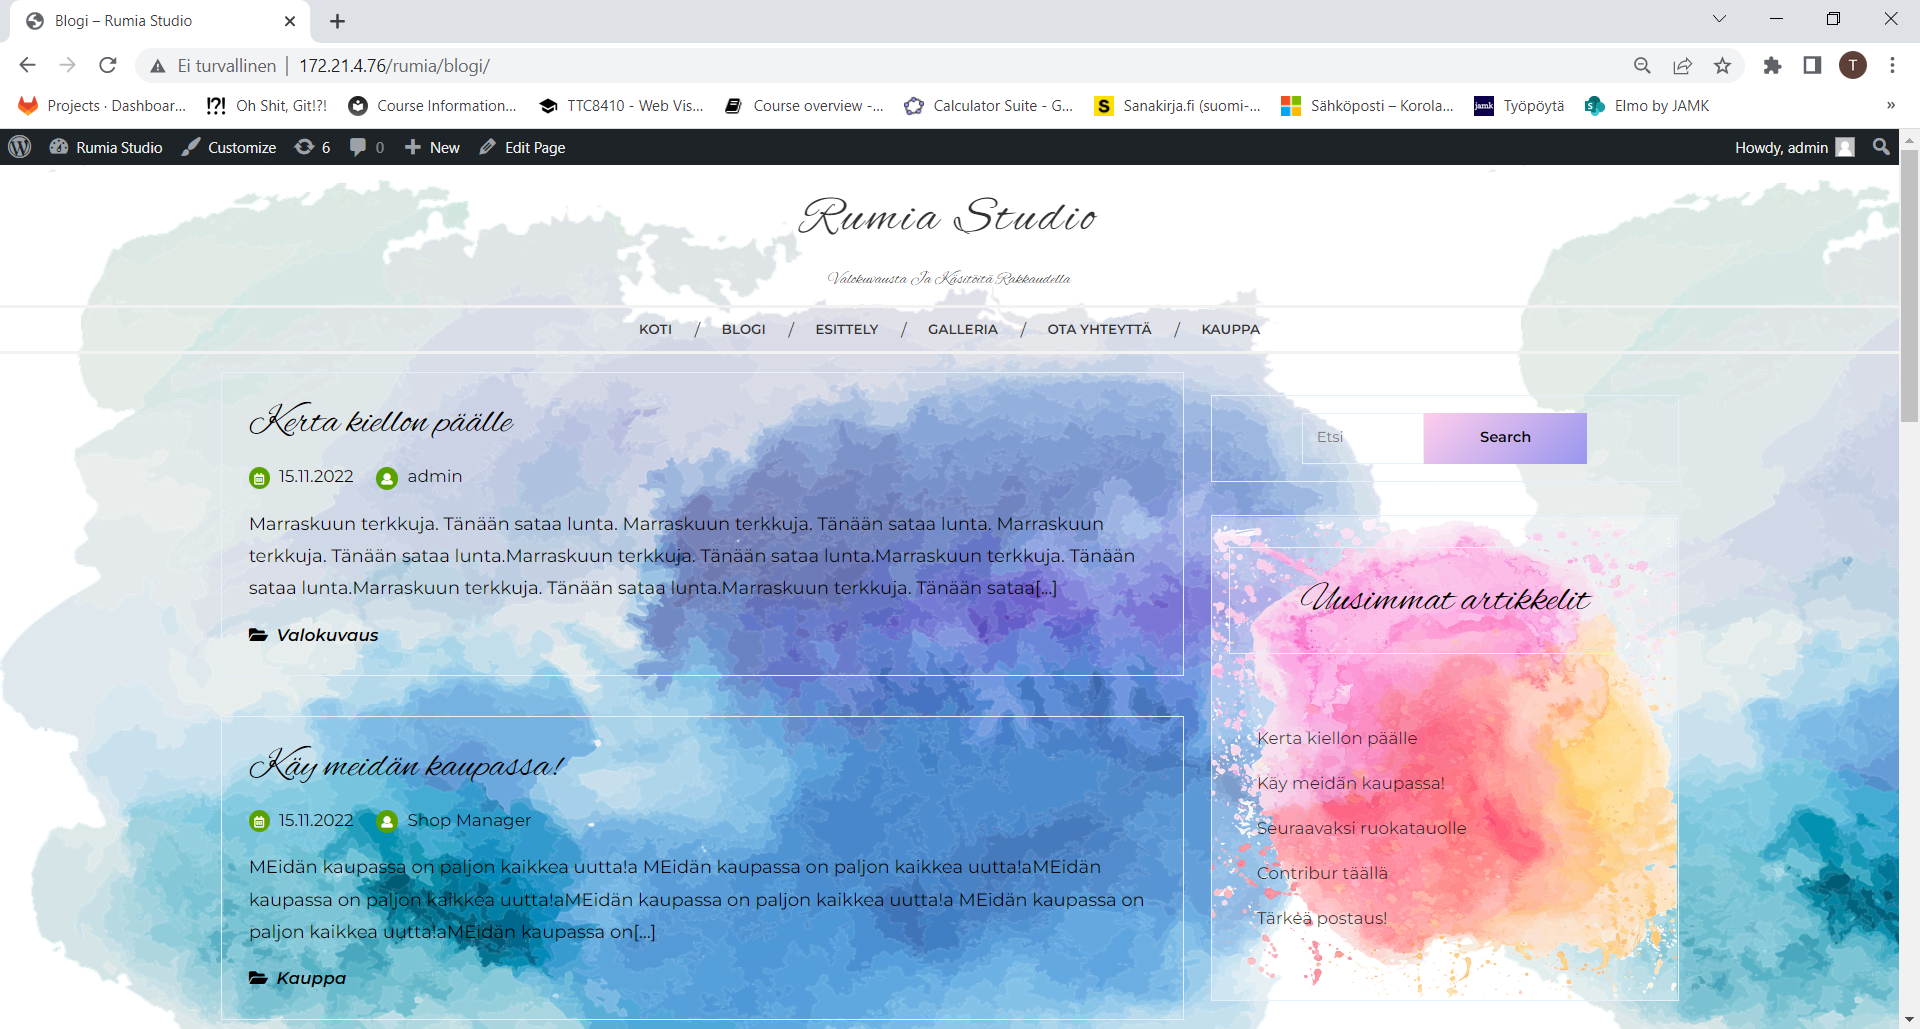 Blogi – Rumia Studio
Ei turvallinen | 172.21.4.76/rumia/blogi/
T
Projects · Dashboar... Oh Shit, Git!?! Course Information... TTC8410 - Web Vis... Course overview -... Calculator Suite - G... Sanakirja.fi (suomi-... Sähköposti – Korola... Työpöytä Elmo by JAMK »
Rumia Studio Customize 6 0 New Edit Page Howdy, admin
Rumia Studio
Valokuvausta Ja Käsitöitä Rakkaudella
KOTI / BLOGI / ESITTELY / GALLERIA / OTA YHTEYTTÄ / KAUPPA
Kerta kiellon päälle
15.11.2022 admin
Marraskuun terkkuja. Tänään sataa lunta. Marraskuun terkkuja. Tänään sataa lunta. Marraskuun
terkkuja. Tänään sataa lunta.Marraskuun terkkuja. Tänään sataa lunta.Marraskuun terkkuja. Tänään
sataa lunta.Marraskuun terkkuja. Tänään sataa lunta.Marraskuun terkkuja. Tänään sataa[...]
Valokuvaus
Käy meidän kaupassa!
15.11.2022 Shop Manager
MEidän kaupassa on paljon kaikkea uutta!a MEidän kaupassa on paljon kaikkea uutta!aMEidän
kaupassa on paljon kaikkea uutta!aMEidän kaupassa on paljon kaikkea uutta!a MEidän kaupassa on
paljon kaikkea uutta!aMEidän kaupassa on[...]
Kauppa
Etsi Search
Uusimmat artikkelit
Kerta kiellon päälle
Käy meidän kaupassa!
Seuraavaksi ruokatauolle
Contribur täällä
Tärkeä postaus!